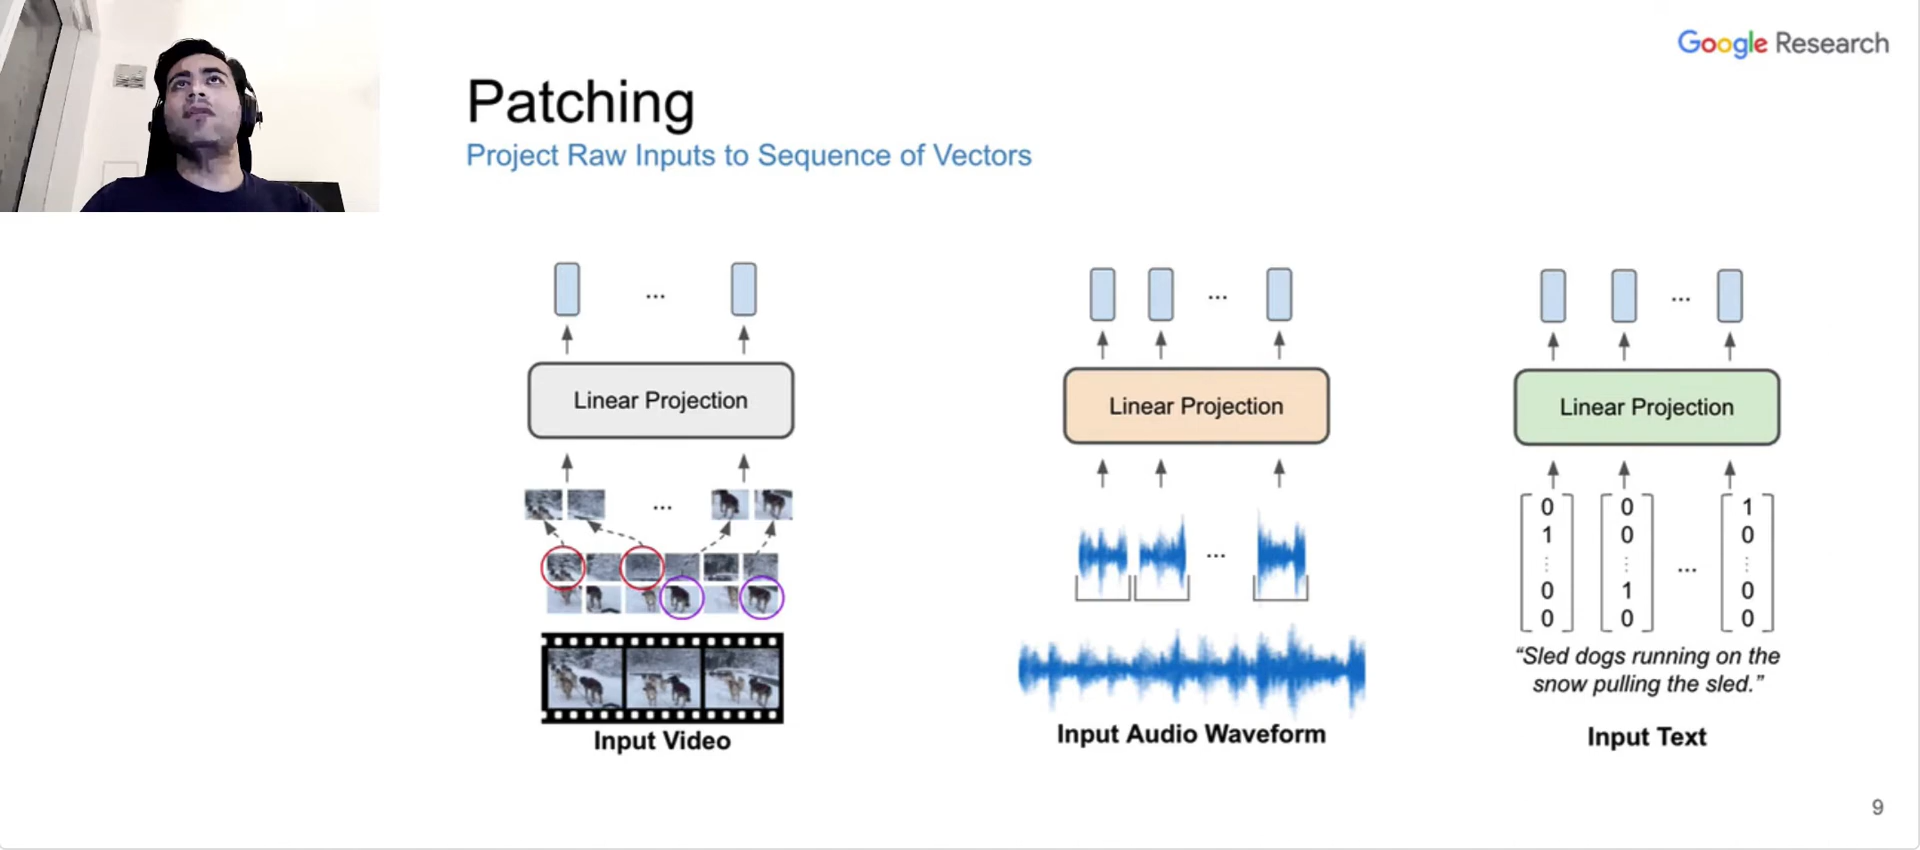 Google Research
Patching
Project Raw Inputs to Sequence of Vectors
...
...
...
Linear Projection
Linear Projection
Linear Projection
...
...
0 0 1
1 0 0
⋮ ⋮ ... ⋮
0 1 0
0 0 0
“Sled dogs running on the
snow pulling the sled.”
Input Video
Input Audio Waveform
Input Text
9